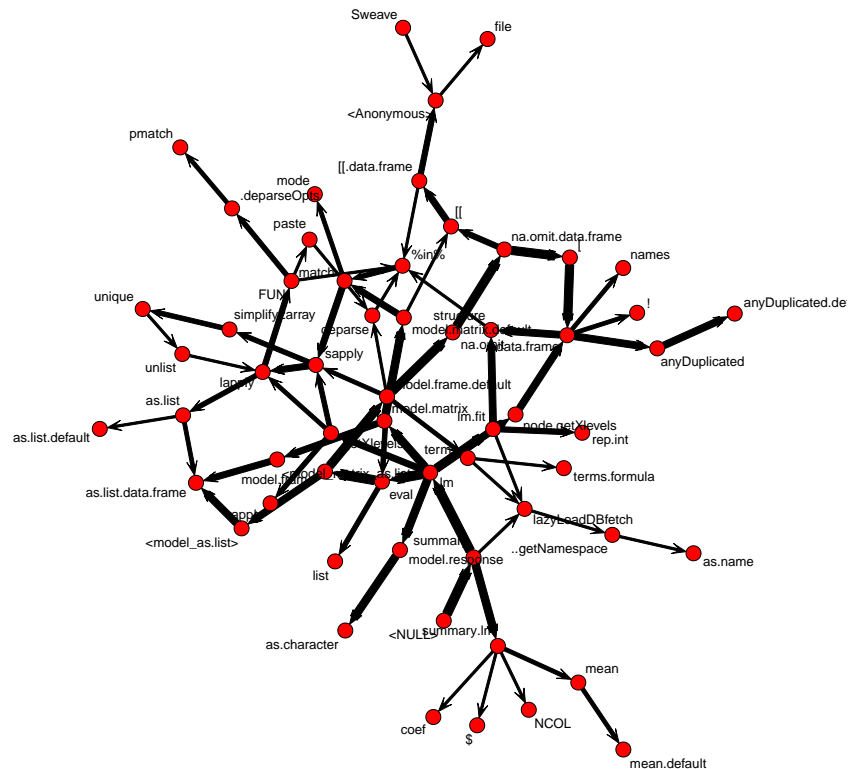 Sweave
file
<Anonymous>
pmatch
[[.data.frame
mode
.deparseOpts
paste
[[
na.omit.data.frame
[
%in%
names
match
FUN
unique
simplify2array
!
structure
anyDuplicated.def
deparse
model.matrix.default
na.omit
[.data.frame
unlist
sapply
anyDuplicated
lapply
model.frame.default
as.list
model.matrix
lm.fit
node.getXlevels
as.list.default
rep.int
terms
model.frame
lm
terms.formula
as.list.data.frame
eval
lazyLoadDBfetch
<model_as.list>
summary
..getNamespace
model.response
as.name
list
<NULL>
summary.lm
as.character
mean
coef
$
NCOL
mean.default